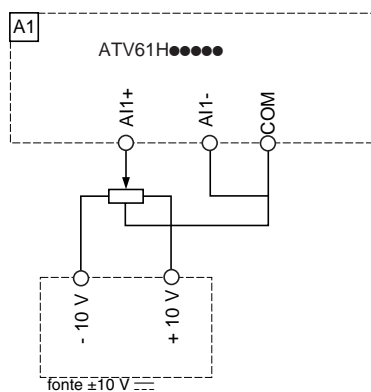 A1
ATV61H●●●●●
AI1+
AI1-
COM
- 10 V
+ 10 V
fonte ±10 V ⎓